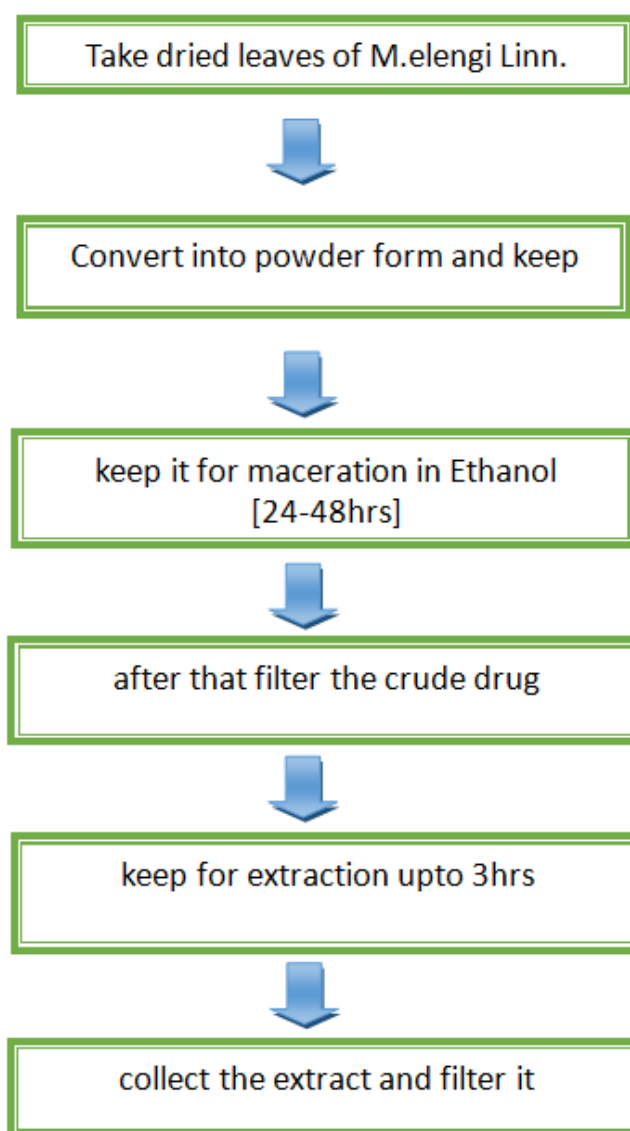 Take dried leaves of M.elengi Linn.
Convert into powder form and keep
keep it for maceration in Ethanol
[24-48hrs]
after that filter the crude drug
keep for extraction upto 3hrs
collect the extract and filter it